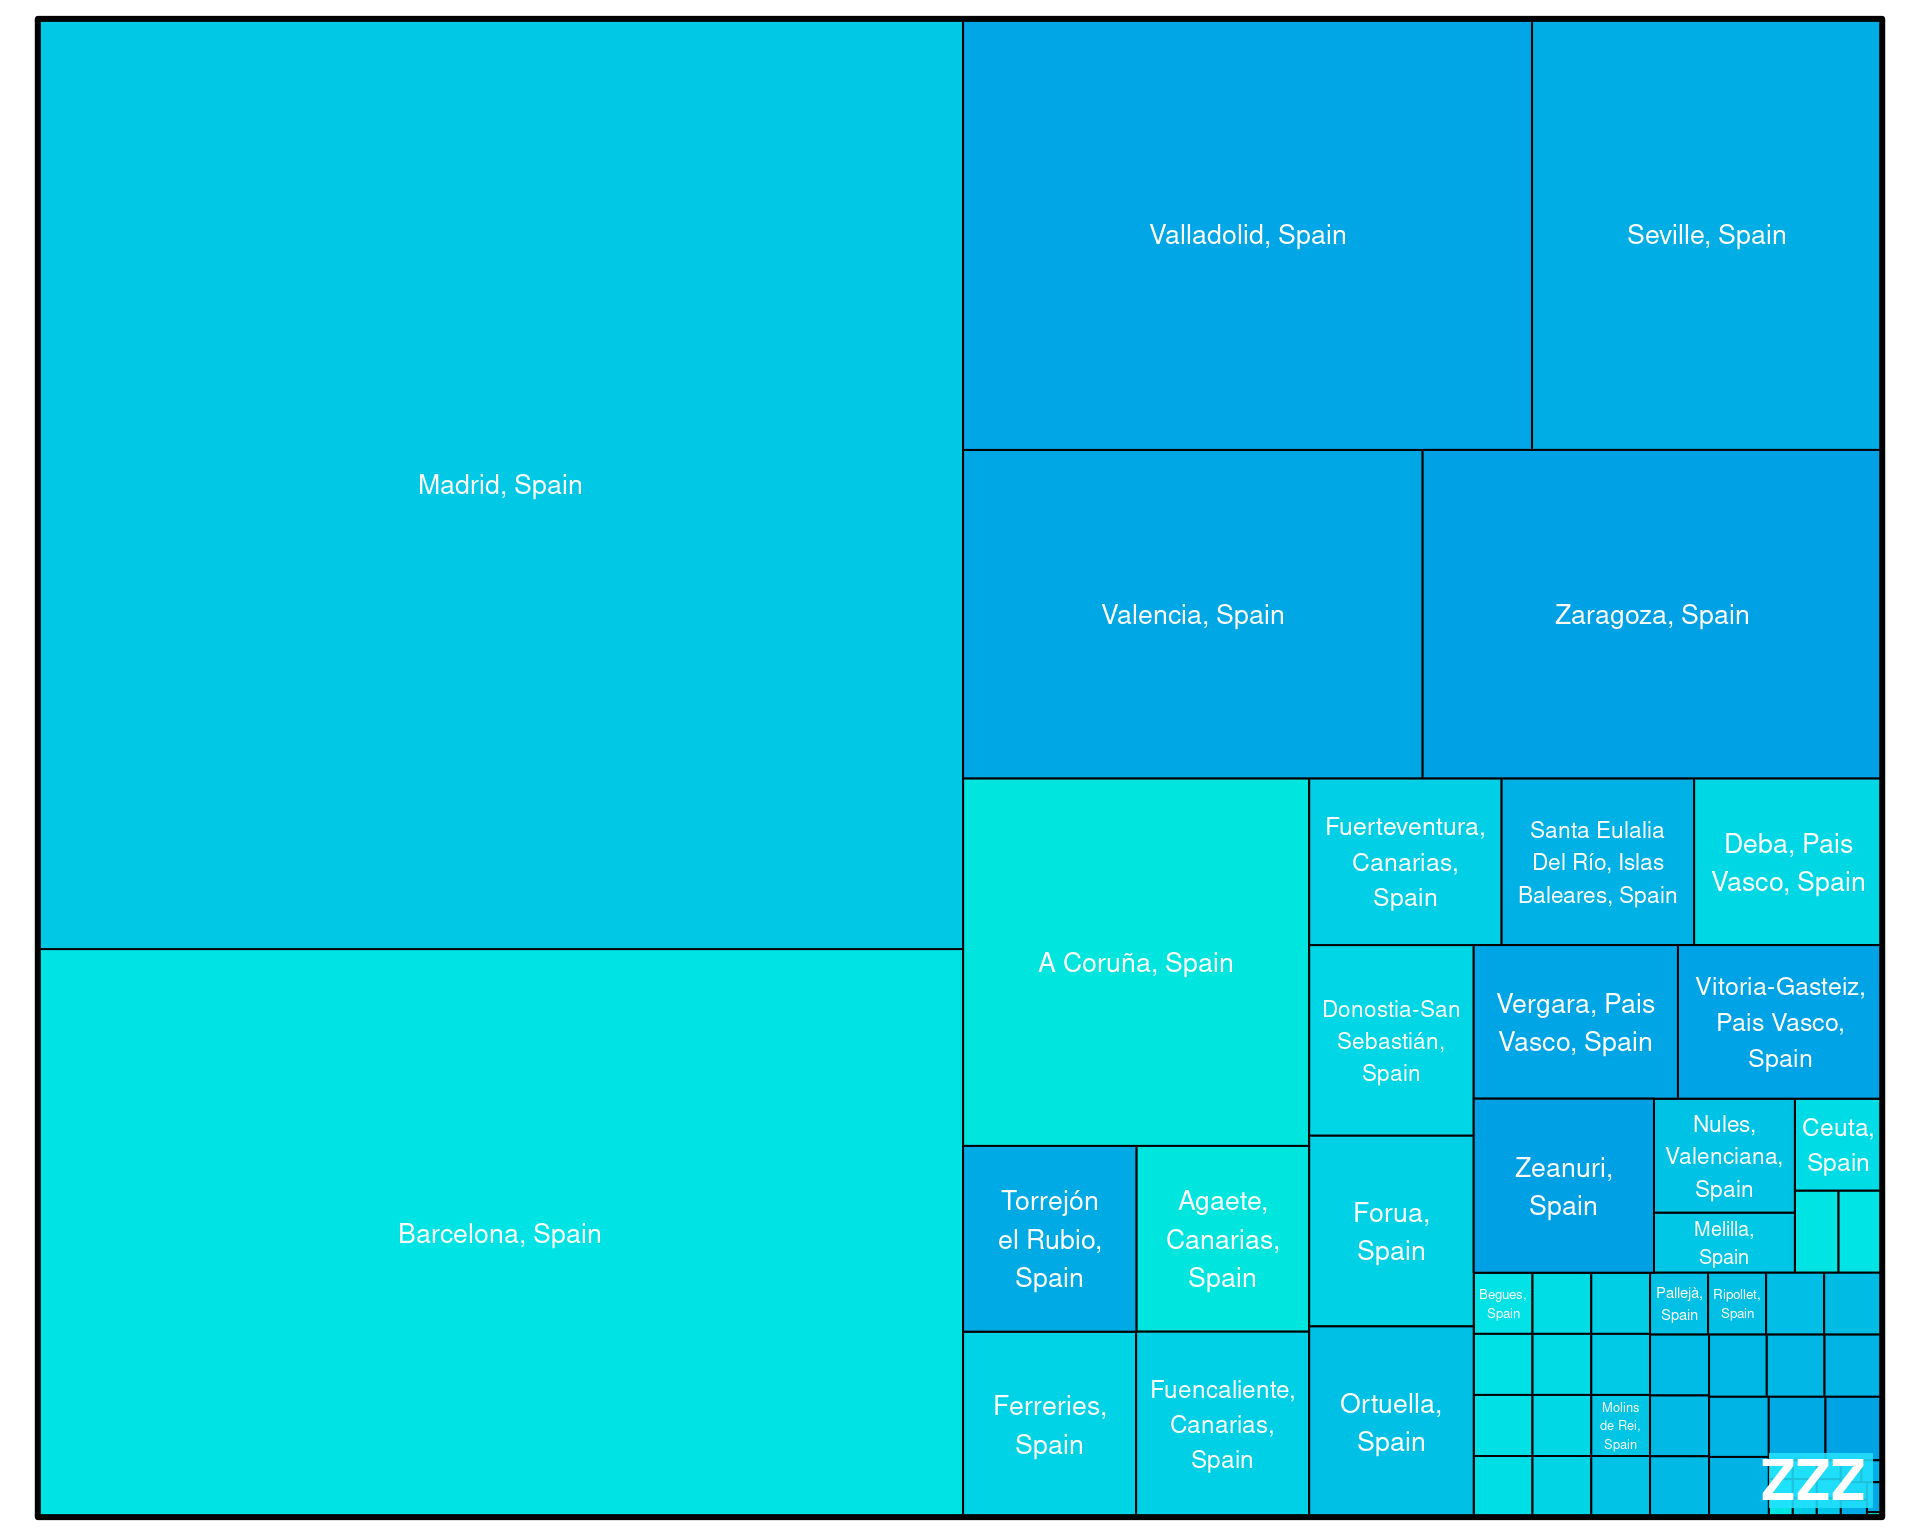 Madrid, Spain
Barcelona, Spain
Valladolid, Spain
Seville, Spain
Valencia, Spain
Zaragoza, Spain
A Coruña, Spain
Fuerteventura,
Canarias,
Spain
Santa Eulalia
Del Río, Islas
Baleares, Spain
Deba, Pais
Vasco, Spain
Donostia-San
Sebastián,
Spain
Vergara, Pais
Vasco, Spain
Vitoria-Gasteiz,
Pais Vasco,
Spain
Zeanuri,
Spain
Nules,
Valenciana,
Spain
Ceuta,
Spain
Melilla,
Spain
Torrejón
el Rubio,
Spain
Agaete,
Canarias,
Spain
Forua,
Spain
Ferreries,
Spain
Fuencaliente,
Canarias,
Spain
Ortuella,
Spain
Begues,
Spain
Pallejà,
Spain
Ripollet,
Spain
Molins
de Rei,
Spain
ZZZ